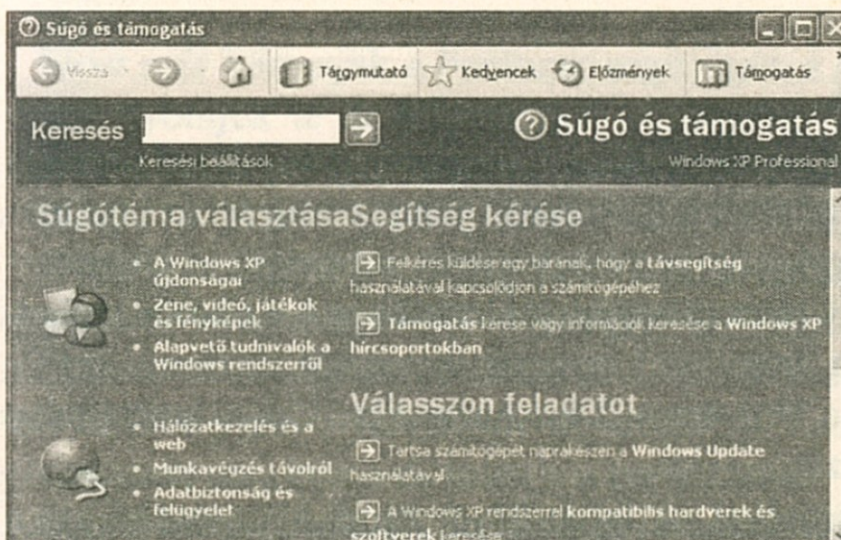 Súgó és támogatás
Vissza Tárgymutató Kedvencek Előzmények Támogatás
Keresés
Súgó és támogatás
Keresési beállítások
Windows XP Professional
Súgótéma választása
A Windows XP
újdonságai
Zene, videó, játékok
és fényképek
Alapvető tudnivalók a
Windows rendszerről
Hálózatkezelés és a
web
Munkavégzés távolról
Adatbiztonság és
felügyelet
Segítség kérése
Felkérés küldése egy barának, hogy a távsegítség
használatával kapcsolódjon a számítógépéhez
Támogatás kérése vagy információk keresése a Windows XP
hírcsoportokban
Válasszon feladatot
Tartsa számítógépét naprakészen a Windows Update
használatával
A Windows XP rendszerrel kompatibilis hardverek és
szoftverek keresése